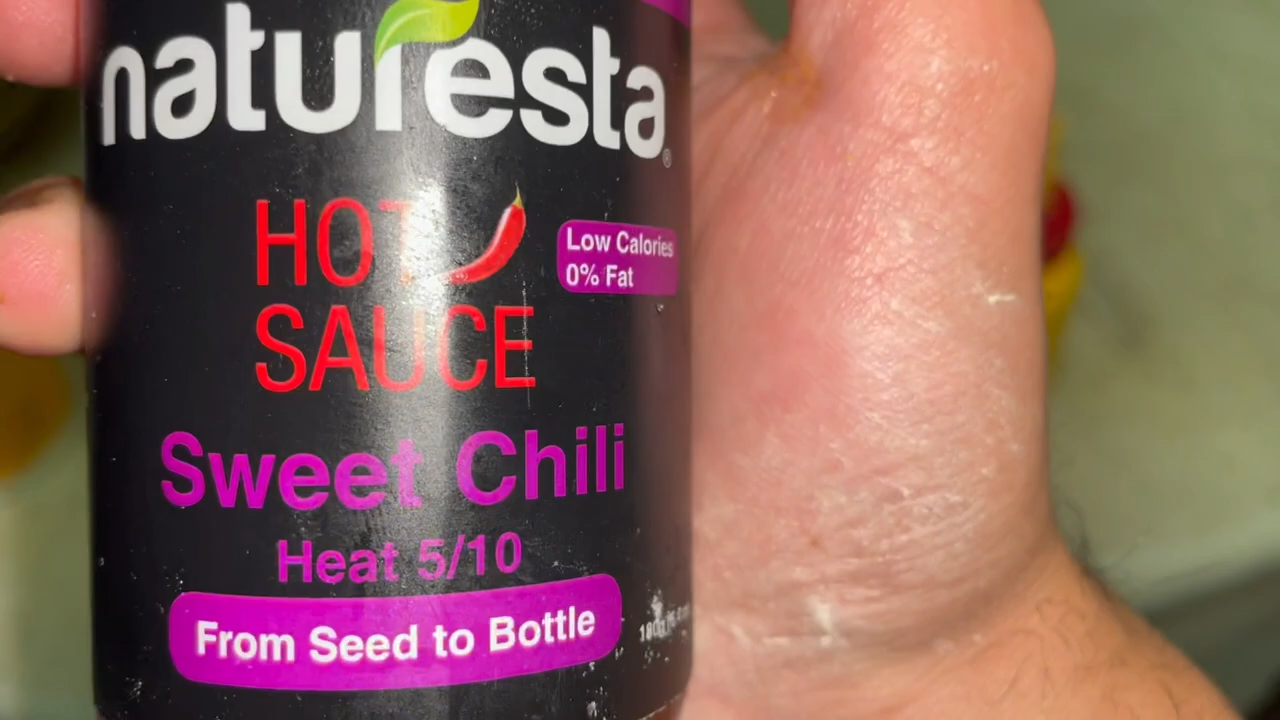 naturesta®
HOT
SAUCE
Low Calories
0% Fat
Sweet Chili
Heat 5/10
From Seed to Bottle